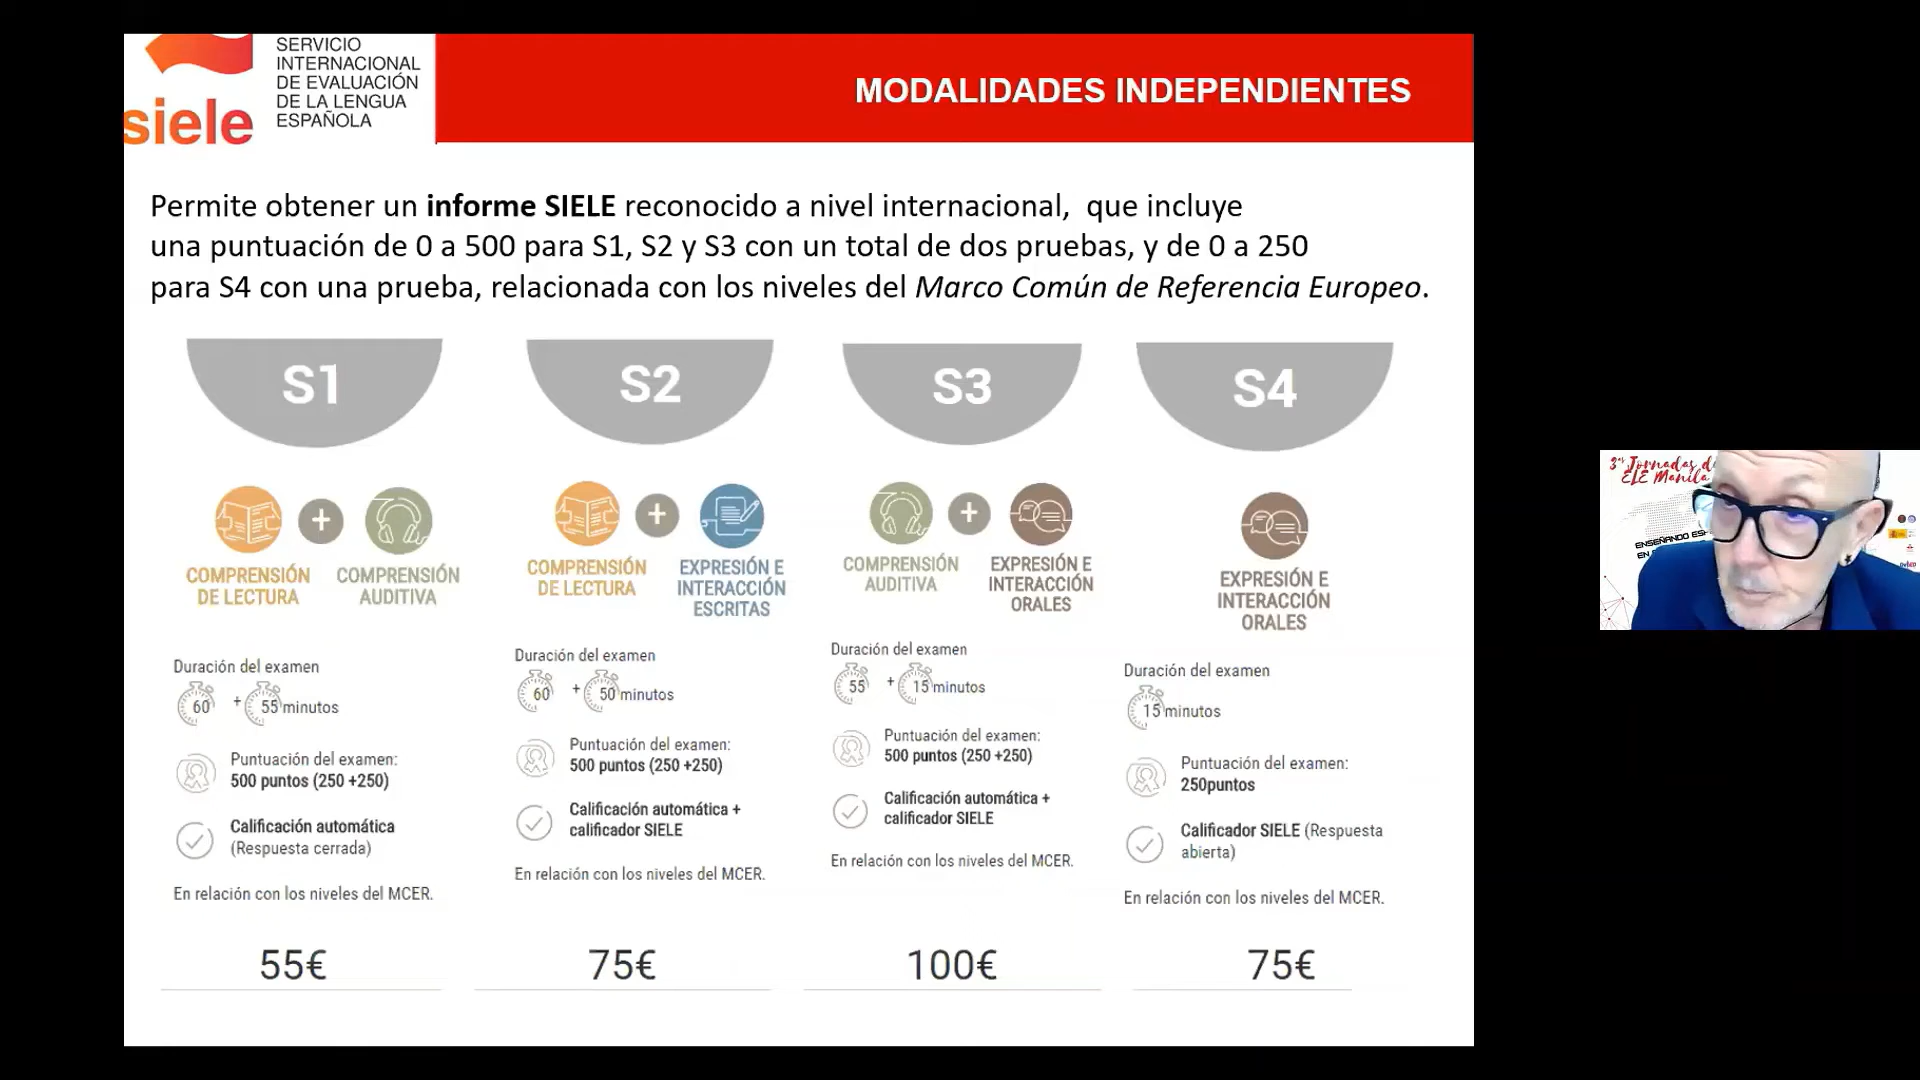 SERVICIO
INTERNACIONAL
DE EVALUACIÓN
DE LA LENGUA
ESPAÑOLA
siele
MODALIDADES INDEPENDIENTES
Permite obtener un informe SIELE reconocido a nivel internacional, que incluye
una puntuación de 0 a 500 para S1, S2 y S3 con un total de dos pruebas, y de 0 a 250
para S4 con una prueba, relacionada con los niveles del Marco Común de Referencia Europeo.
S1
+
COMPRENSIÓN
DE LECTURA
COMPRENSIÓN
AUDITIVA
Duración del examen
60 + 55 minutos
Puntuación del examen:
500 puntos (250 +250)
Calificación automática
(Respuesta cerrada)
En relación con los niveles del MCER.
55€
S2
+
COMPRENSIÓN
DE LECTURA
EXPRESIÓN E
INTERACCIÓN
ESCRITAS
Duración del examen
60 + 50 minutos
Puntuación del examen:
500 puntos (250 +250)
Calificación automática +
calificador SIELE
En relación con los niveles del MCER.
75€
S3
+
COMPRENSIÓN
AUDITIVA
EXPRESIÓN E
INTERACCIÓN
ORALES
Duración del examen
55 + 15 minutos
Puntuación del examen:
500 puntos (250 +250)
Calificación automática +
calificador SIELE
En relación con los niveles del MCER.
100€
S4
EXPRESIÓN E
INTERACCIÓN
ORALES
Duración del examen
15 minutos
Puntuación del examen:
250puntos
Calificador SIELE (Respuesta
abierta)
En relación con los niveles del MCER.
75€
3as Jornadas de
ELE Manila
ENSEÑANDO